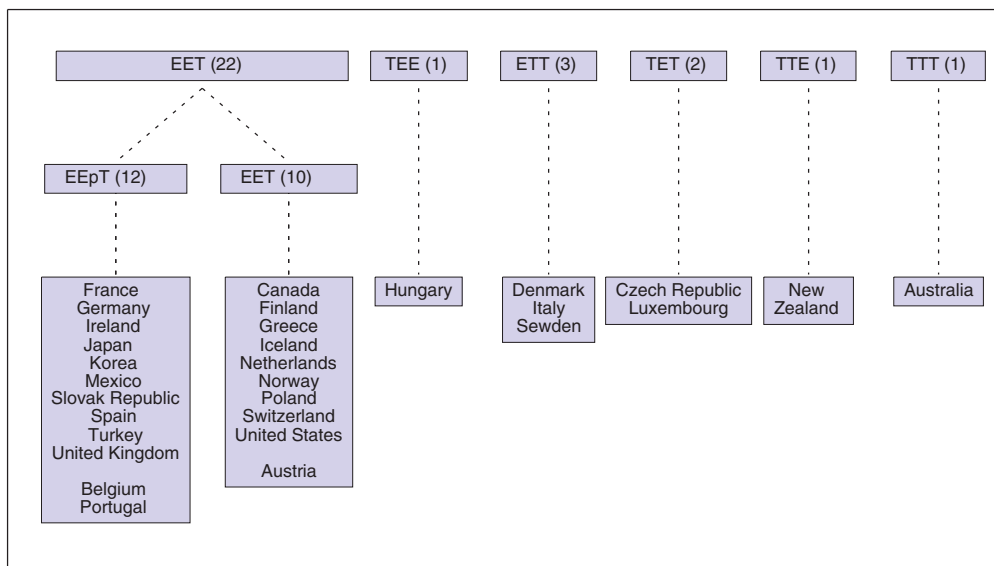 EET (22)
TEE (1)
ETT (3)
TET (2)
TTE (1)
TTT (1)
EEpT (12)
EET (10)
France
Germany
Ireland
Japan
Korea
Mexico
Slovak Republic
Spain
Turkey
United Kingdom
Belgium
Portugal
Canada
Finland
Greece
Iceland
Netherlands
Norway
Poland
Switzerland
United States
Austria
Hungary
Denmark
Italy
Sewden
Czech Republic
Luxembourg
New
Zealand
Australia